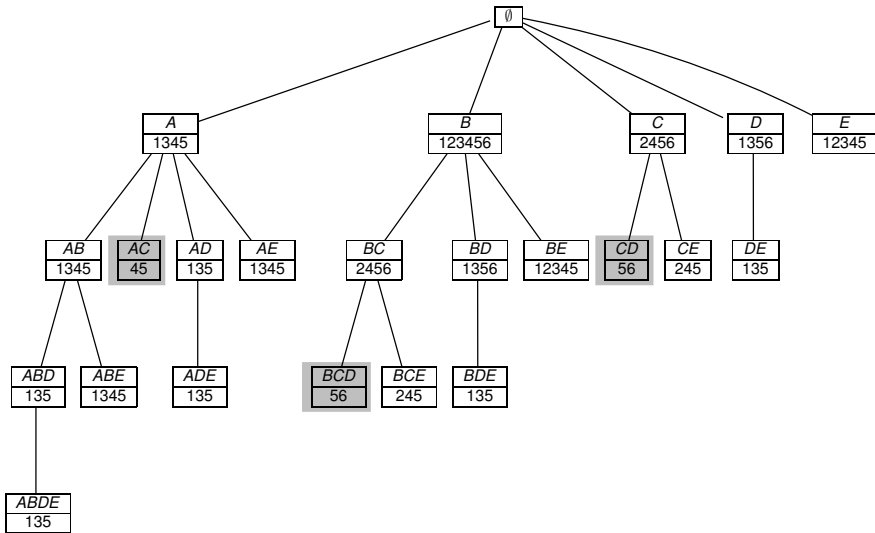 ∅
A B C D E
1345 123456 2456 1356 12345
AB AC AD AE BC BD BE CD CE DE
1345 45 135 1345 2456 1356 12345 56 245 135
ABD ABE ADE BCD BCE BDE
135 1345 135 56 245 135
ABDE
135